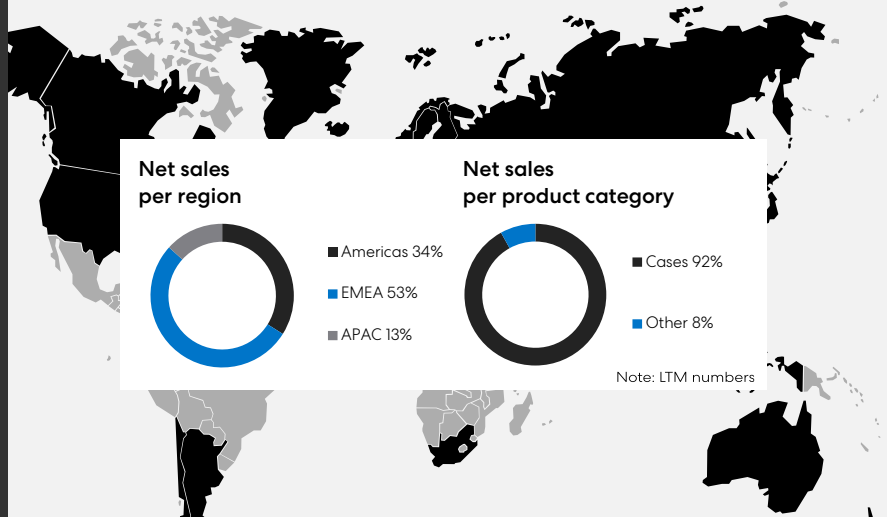 Net sales
per region
Americas 34%
EMEA 53%
APAC 13%
Net sales
per product category
Cases 92%
Other 8%
Note: LTM numbers